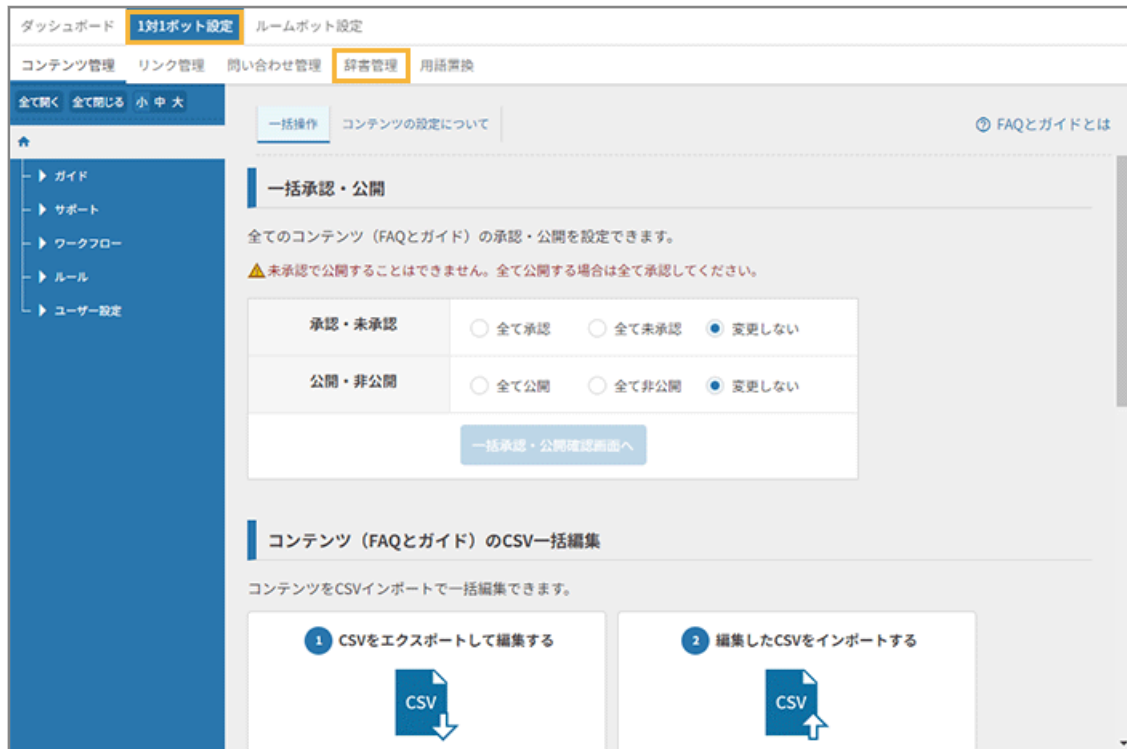 ダッシュボード 1対1ボット設定 ルームボット設定
コンテンツ管理 リンク管理 問い合わせ管理 辞書管理 用語置換
全て開く 全て閉じる 小 中 大
一括操作 コンテンツの設定について
FAQとガイドとは
ガイド
サポート
ワークフロー
ルール
ユーザー設定
一括承認・公開
全てのコンテンツ（FAQとガイド）の承認・公開を設定できます。
未承認で公開することはできません。全て公開する場合は全て承認してください。
承認・未承認 全て承認 全て未承認 変更しない
公開・非公開 全て公開 全て非公開 変更しない
一括承認・公開確認画面へ
コンテンツ（FAQとガイド）のCSV一括編集
コンテンツをCSVインポートで一括編集できます。
1 CSVをエクスポートして編集する
CSV
2 編集したCSVをインポートする
CSV